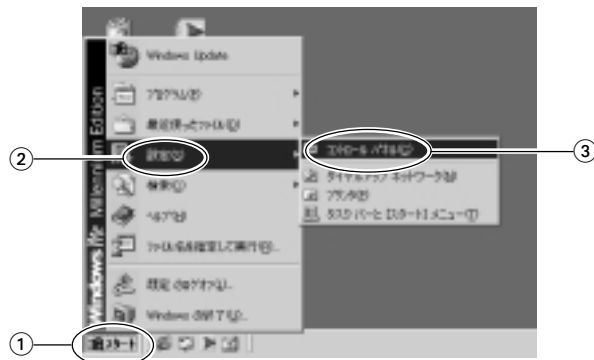 Windows Update
プログラム(P)
最近使ったファイル(D)
設定(S)
検索(C)
ヘルプ(H)
ファイル名を指定して実行(R)...
Windows の終了(U)...
Windows Me Millennium Edition
コントロール パネル(C)
ダイヤルアップ ネットワーク(N)
プリンタ(P)
タスク バーと [スタート] メニュー(T)
スタート
①
②
③